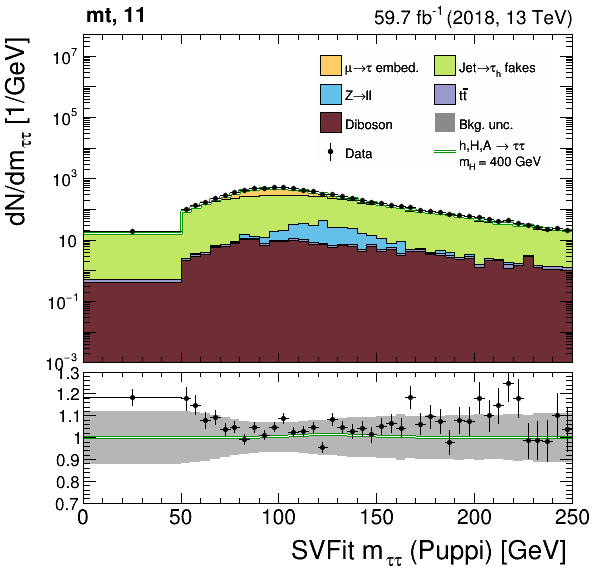 mt, 11
59.7 fb⁻¹ (2018, 13 TeV)
dN/dm_ττ [1/GeV]
μ→τ embed.
Jet→τ_h fakes
Z→ll
tt̄
Diboson
Bkg. unc.
Data
h,H,A → ττ
m_H = 400 GeV
10⁷
10⁵
10³
10
10⁻¹
10⁻³
1.3
1.2
1.1
1
0.9
0.8
0.7
0 50 100 150 200 250
SVFit m_ττ (Puppi) [GeV]